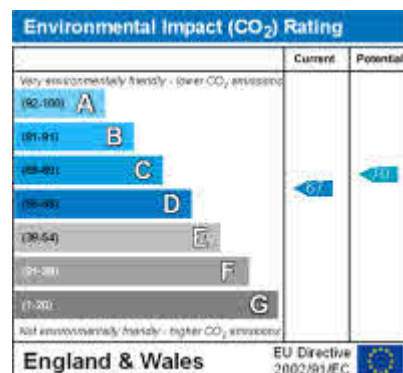 Environmental Impact (CO₂) Rating
Current Potential
Very environmentally friendly - lower CO₂ emissions
(92-100) A
(81-91) B
(69-80) C
(55-68) D
(39-54) E
(21-38) F
(1-20) G
67
70
Not environmentally friendly - higher CO₂ emissions
England & Wales
EU Directive
2002/91/EC